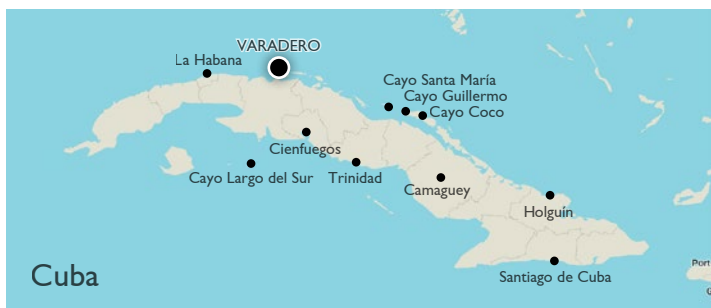 VARADERO
La Habana
Cayo Santa María
Cayo Guillermo
Cayo Coco
Cienfuegos
Cayo Largo del Sur
Trinidad
Camaguey
Holguín
Cuba
Port
Santiago de Cuba